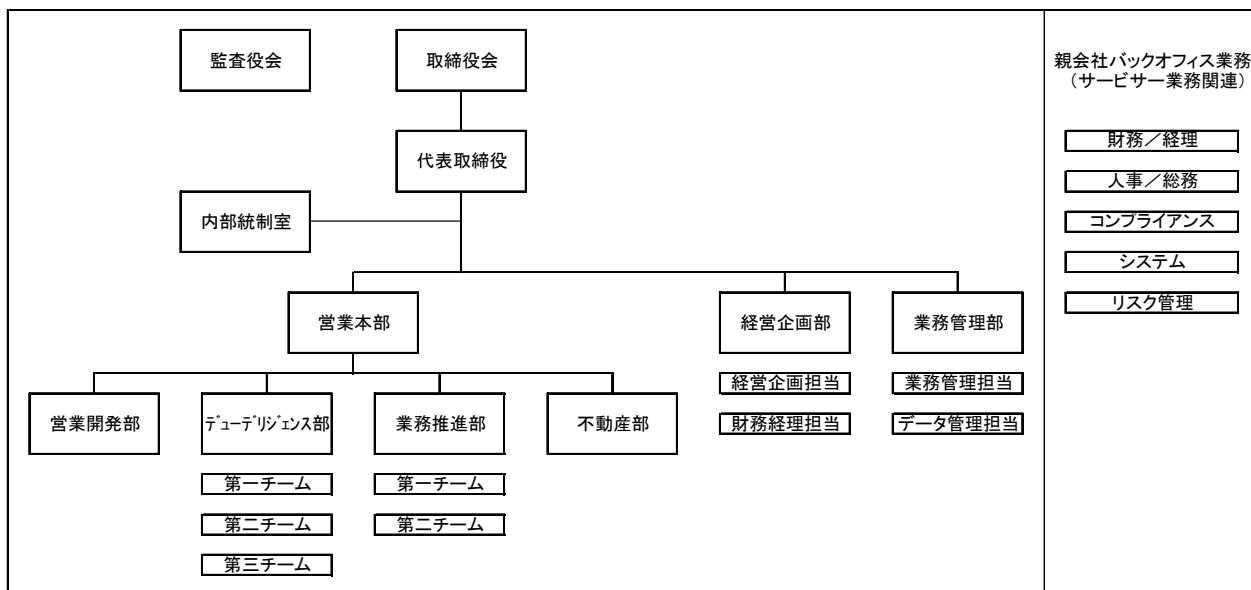 監査役会
取締役会
代表取締役
内部統制室
営業本部
経営企画部
業務管理部
経営企画担当
業務管理担当
財務経理担当
データ管理担当
営業開発部
ﾃﾞｭｰﾃﾞﾘｼﾞｪﾝｽ部
業務推進部
不動産部
第一チーム
第一チーム
第二チーム
第二チーム
第三チーム
親会社バックオフィス業務
（サービサー業務関連）
財務／経理
人事／総務
コンプライアンス
システム
リスク管理